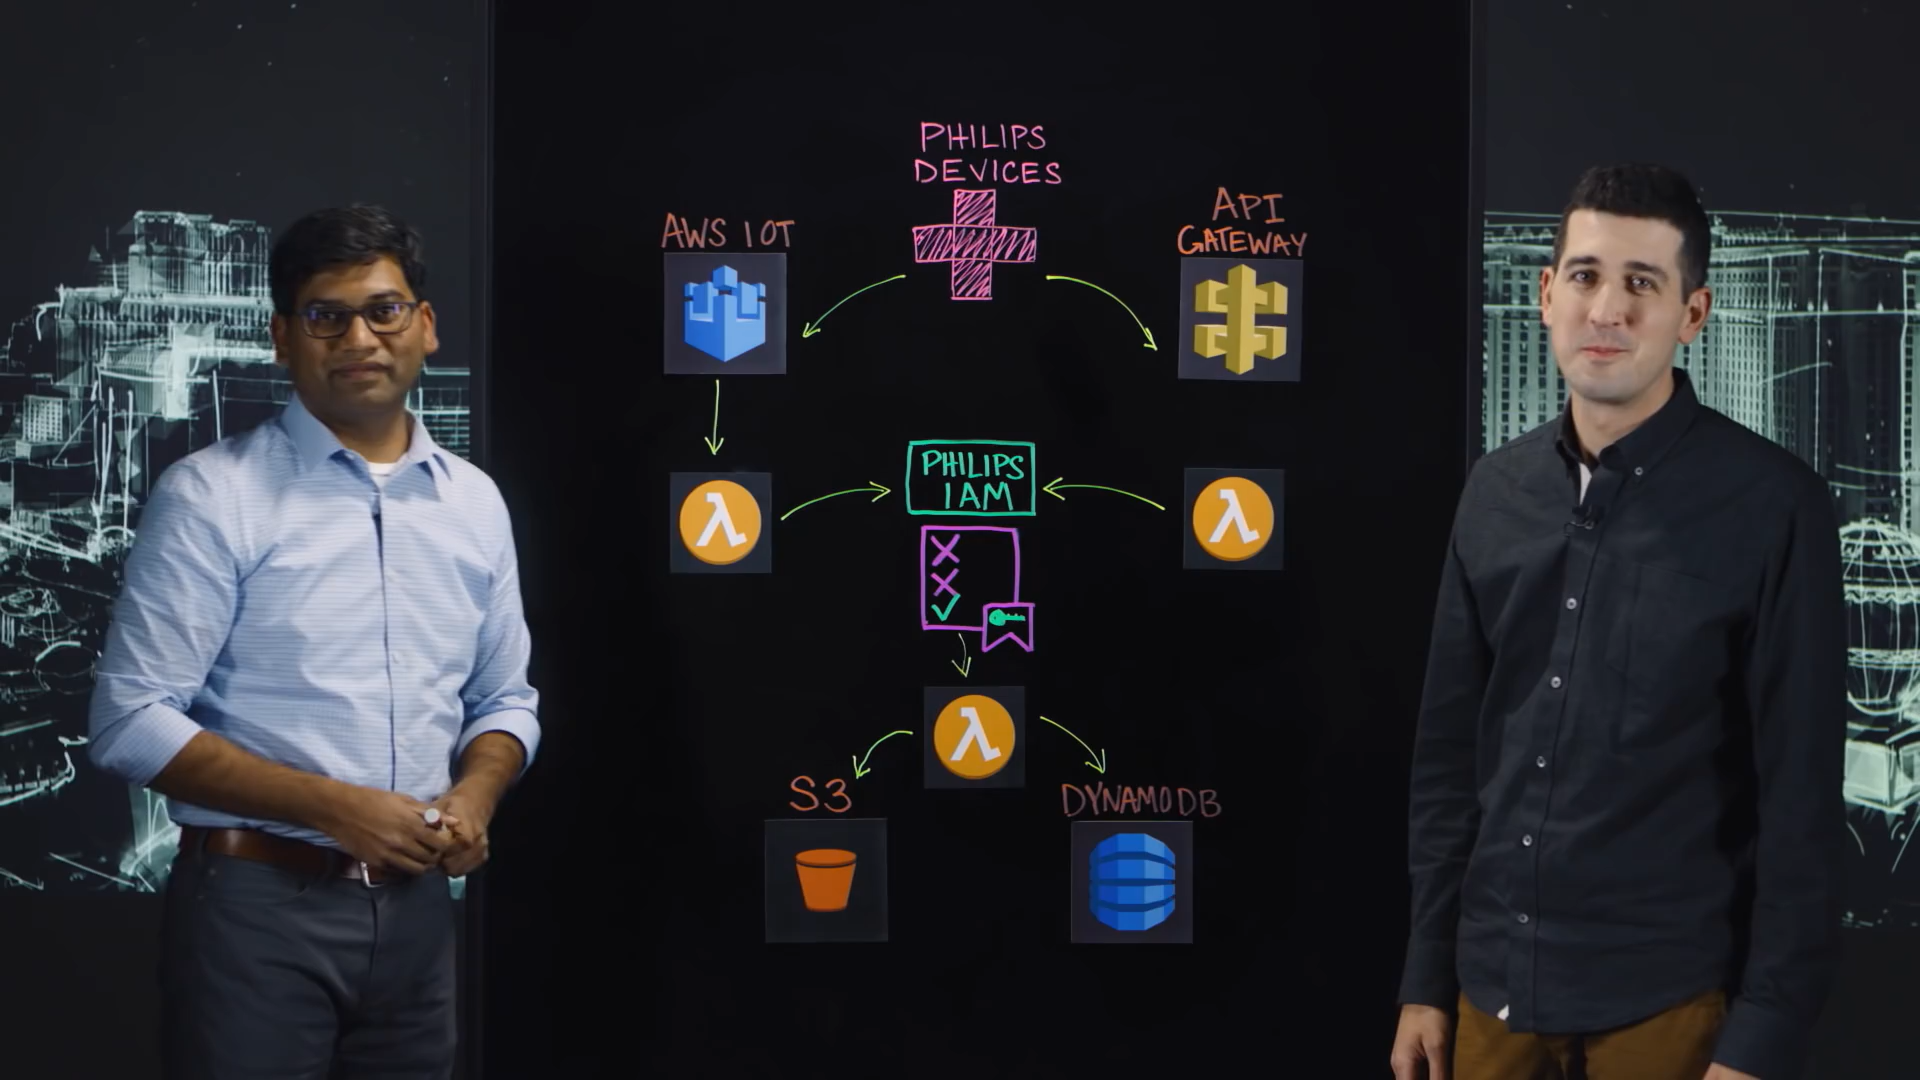 PHILIPS
DEVICES
AWS IOT
API
GATEWAY
PHILIPS
IAM
S3
DYNAMODB